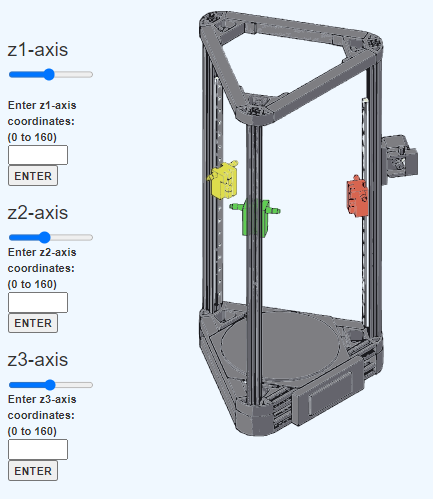 z1-axis
Enter z1-axis
coordinates:
(0 to 160)
ENTER
z2-axis
Enter z2-axis
coordinates:
(0 to 160)
ENTER
z3-axis
Enter z3-axis
coordinates:
(0 to 160)
ENTER